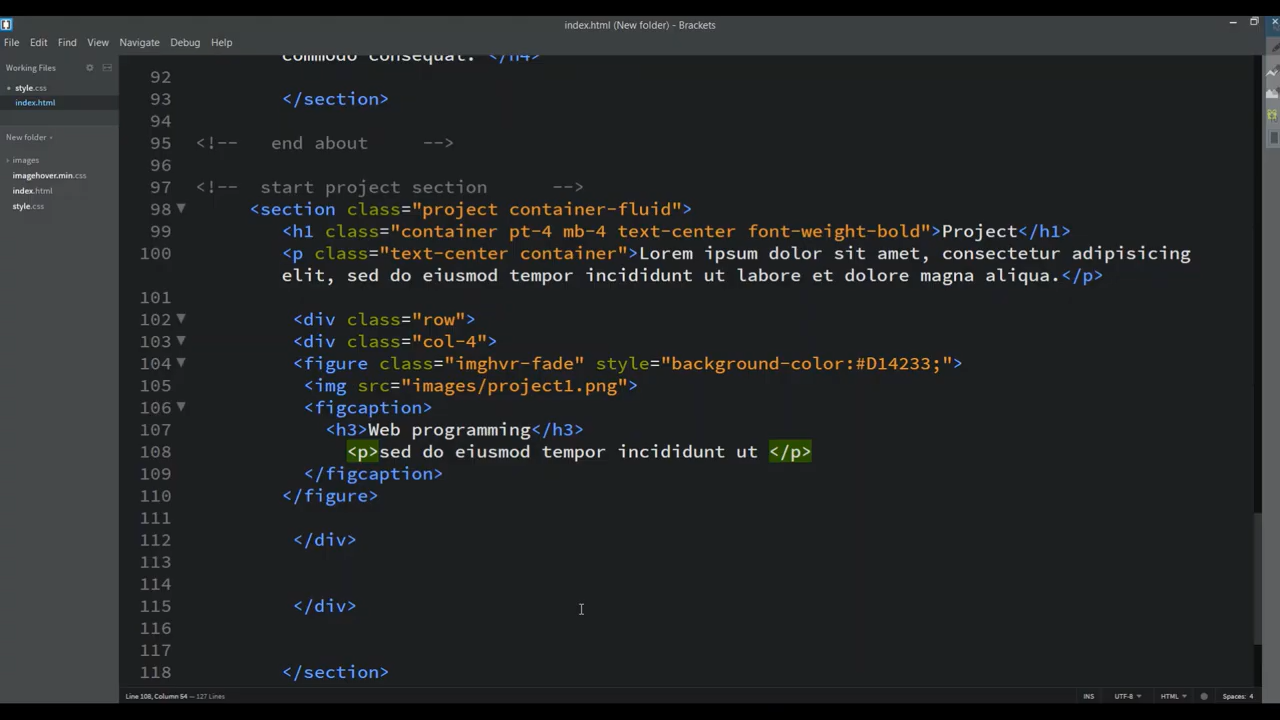 index.html (New folder) - Brackets
File Edit Find View Navigate Debug Help
Working Files
style.css
index.html
New folder
images
imagehover.min.css
index.html
style.css
commodo consequat. </h4>
92
93 </section>
94
95 <!-- end about -->
96
97 <!-- start project section -->
98 <section class="project container-fluid">
99 <h1 class="container pt-4 mb-4 text-center font-weight-bold">Project</h1>
100 <p class="text-center container">Lorem ipsum dolor sit amet, consectetur adipisicing
elit, sed do eiusmod tempor incididunt ut labore et dolore magna aliqua.</p>
101
102 <div class="row">
103 <div class="col-4">
104 <figure class="imghvr-fade" style="background-color:#D14233;">
105 <img src="images/project1.png">
106 <figcaption>
107 <h3>Web programming</h3>
108 <p>sed do eiusmod tempor incididunt ut </p>
109 </figcaption>
110 </figure>
111
112 </div>
113
114
115 </div>
116
117
118 </section>
Line 108, Column 54 — 127 Lines
INS UTF-8 HTML Spaces: 4